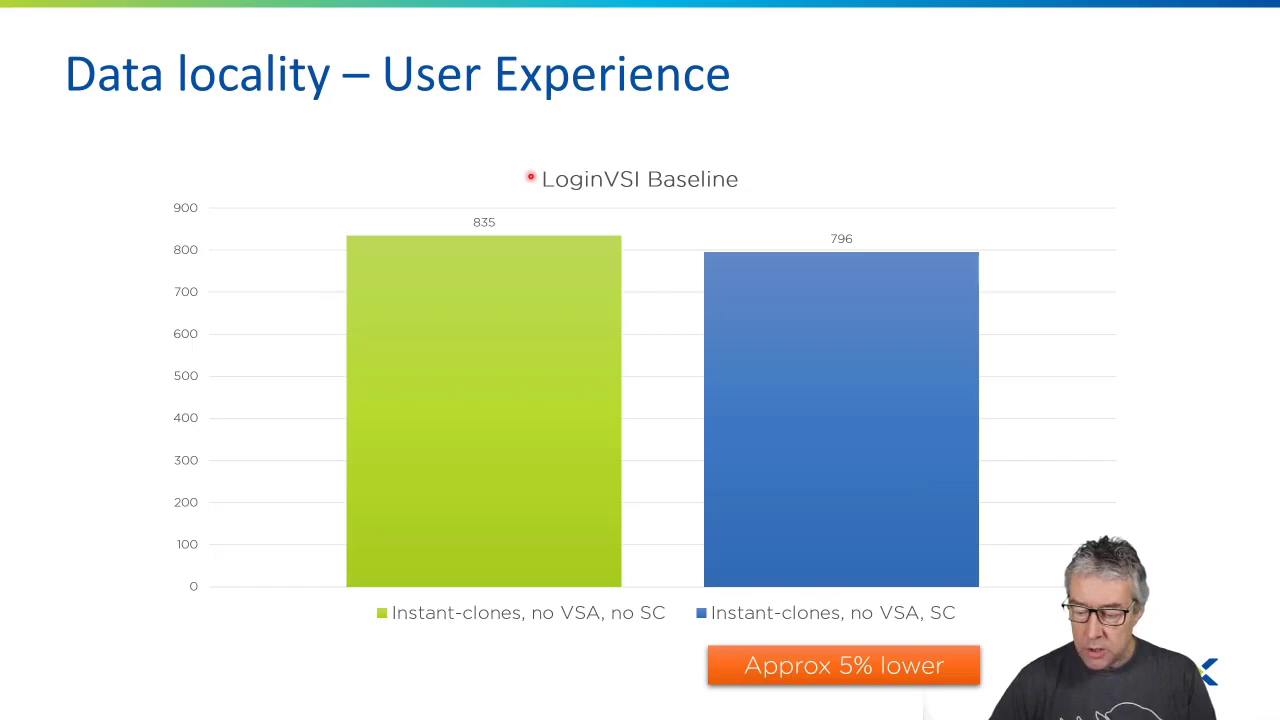 Data locality – User Experience
LoginVSI Baseline
900
835
800
796
700
600
500
400
300
200
100
0
Instant-clones, no VSA, no SC
Instant-clones, no VSA, SC
Approx 5% lower